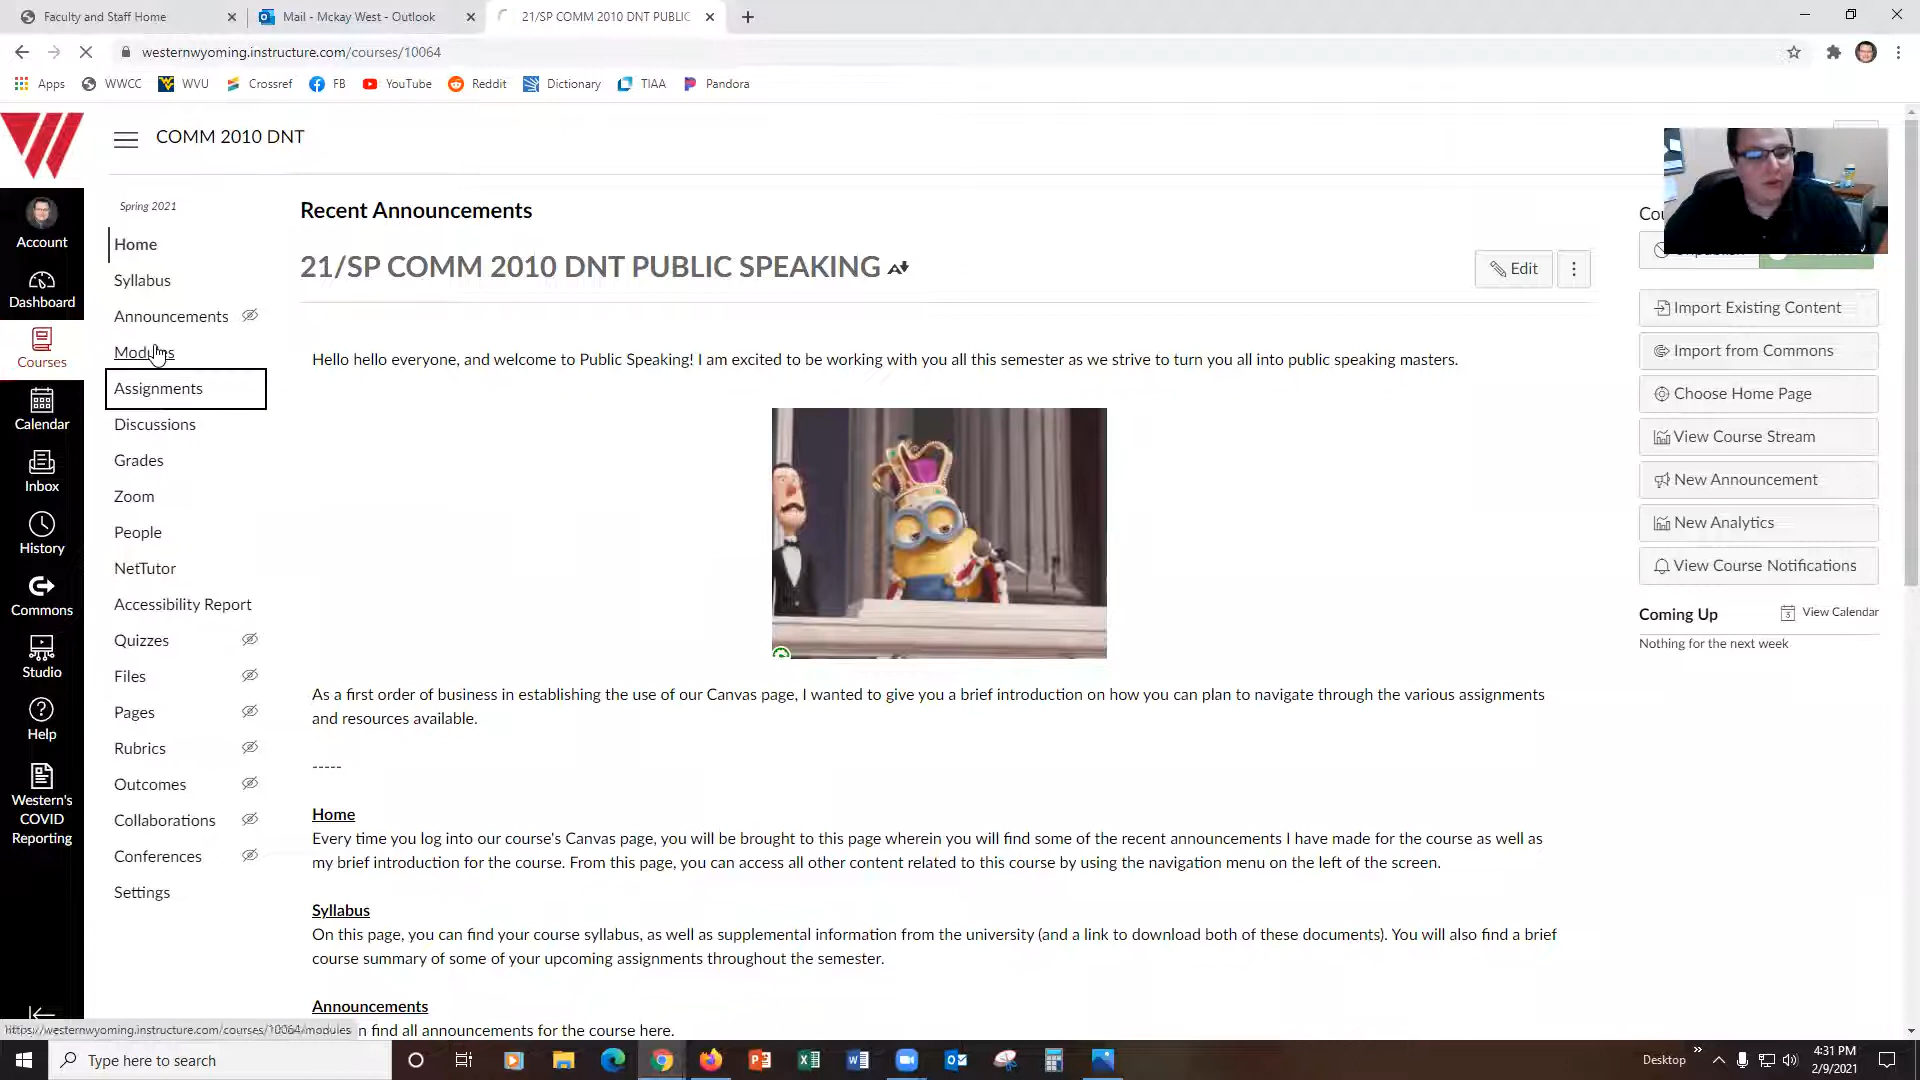 Faculty and Staff Home
Mail - Mckay West - Outlook
21/SP COMM 2010 DNT PUBLIC
westernwyoming.instructure.com/courses/10064
Apps
WWCC
WVU
Crossref
FB
YouTube
Reddit
Dictionary
TIAA
Pandora
COMM 2010 DNT
Account
Dashboard
Courses
Calendar
Inbox
History
Commons
Studio
Help
Western's
COVID
Reporting
Spring 2021
Home
Syllabus
Announcements
Modules
Assignments
Discussions
Grades
Zoom
People
NetTutor
Accessibility Report
Quizzes
Files
Pages
Rubrics
Outcomes
Collaborations
Conferences
Settings
Recent Announcements
21/SP COMM 2010 DNT PUBLIC SPEAKING
Edit
Hello hello everyone, and welcome to Public Speaking! I am excited to be working with you all this semester as we strive to turn you all into public speaking masters.
As a first order of business in establishing the use of our Canvas page, I wanted to give you a brief introduction on how you can plan to navigate through the various assignments
and resources available.
-----
Home
Every time you log into our course's Canvas page, you will be brought to this page wherein you will find some of the recent announcements I have made for the course as well as
my brief introduction for the course. From this page, you can access all other content related to this course by using the navigation menu on the left of the screen.
Syllabus
On this page, you can find your course syllabus, as well as supplemental information from the university (and a link to download both of these documents). You will also find a brief
course summary of some of your upcoming assignments throughout the semester.
Announcements
n find all announcements for the course here.
Import Existing Content
Import from Commons
Choose Home Page
View Course Stream
New Announcement
New Analytics
View Course Notifications
Coming Up
View Calendar
Nothing for the next week
https://westernwyoming.instructure.com/courses/10064/modules
Type here to search
Desktop
4:31 PM
2/9/2021